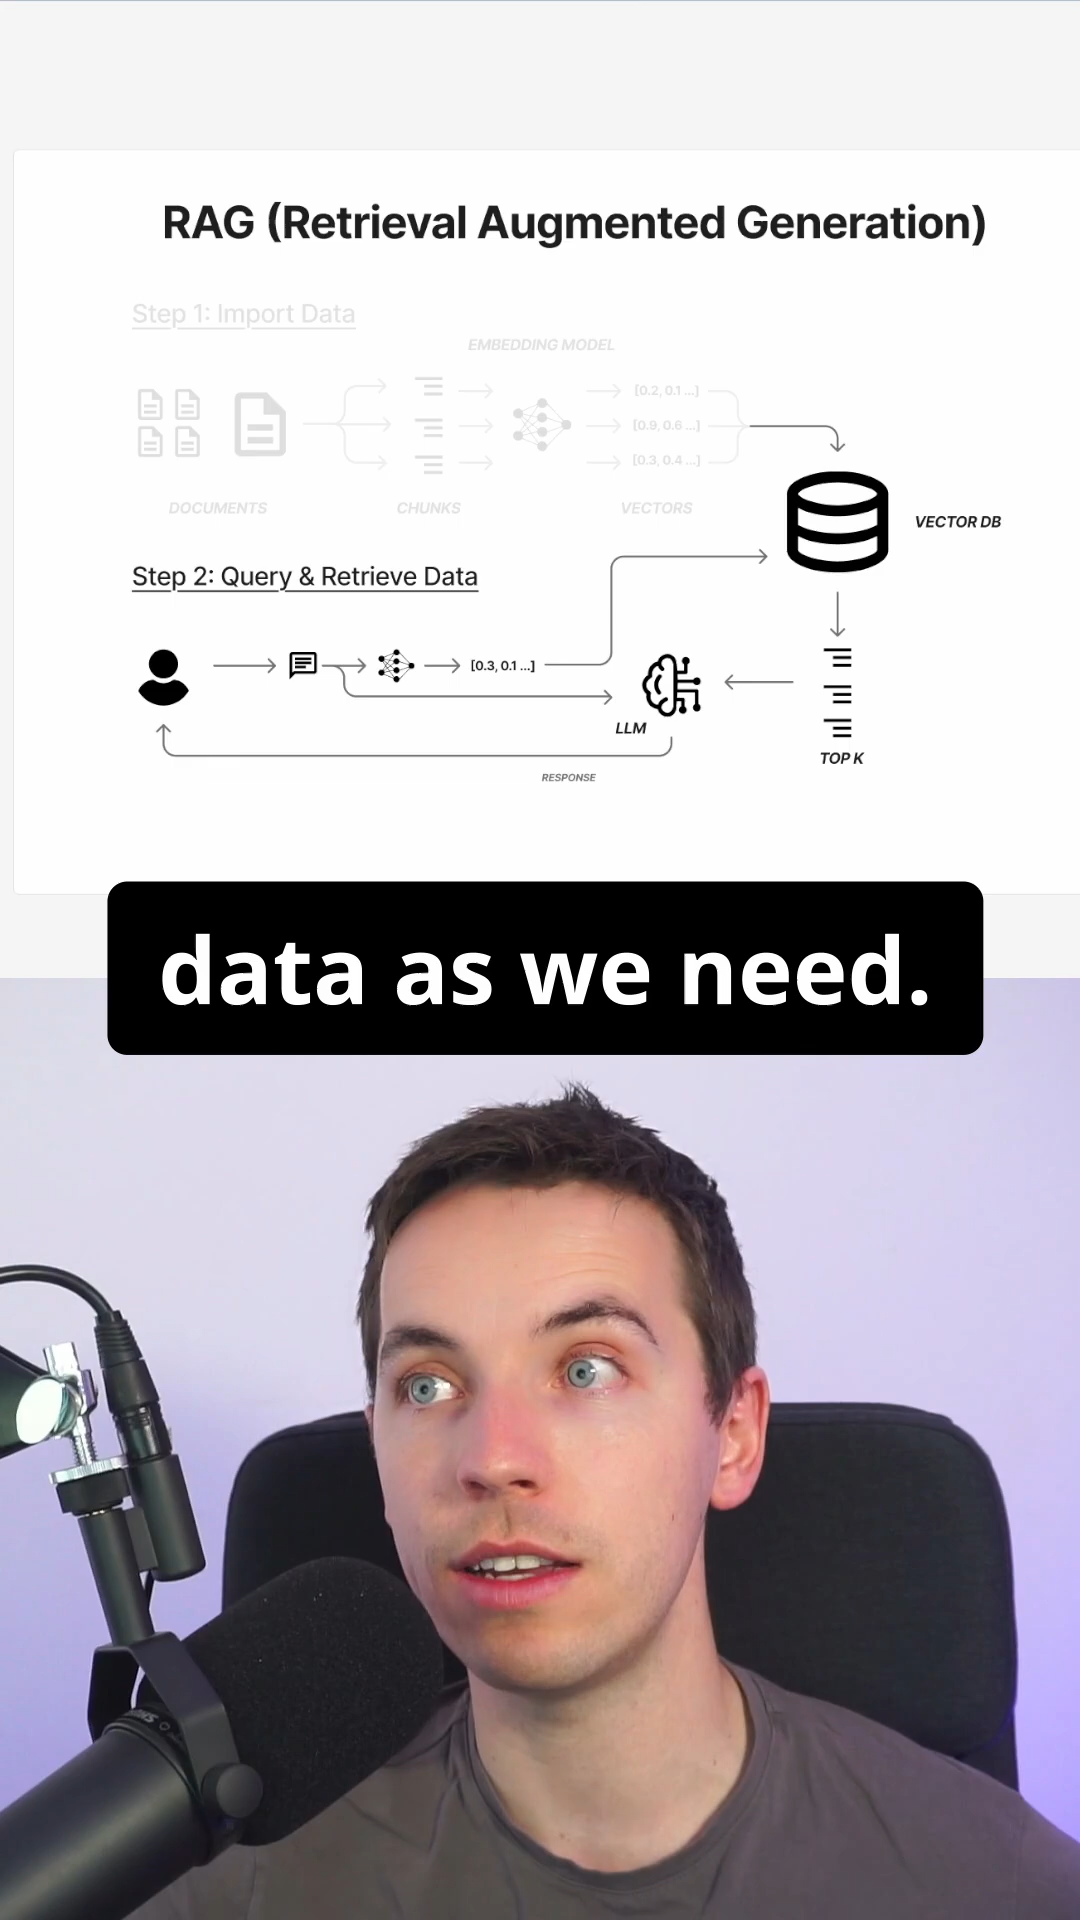 RAG (Retrieval Augmented Generation)
Step 1: Import Data
EMBEDDING MODEL
[0.2, 0.1 ...]
[0.9, 0.6 ...]
[0.3, 0.4 ...]
DOCUMENTS
CHUNKS
VECTORS
VECTOR DB
Step 2: Query & Retrieve Data
[0.3, 0.1 ...]
LLM
TOP K
RESPONSE
data as we need.